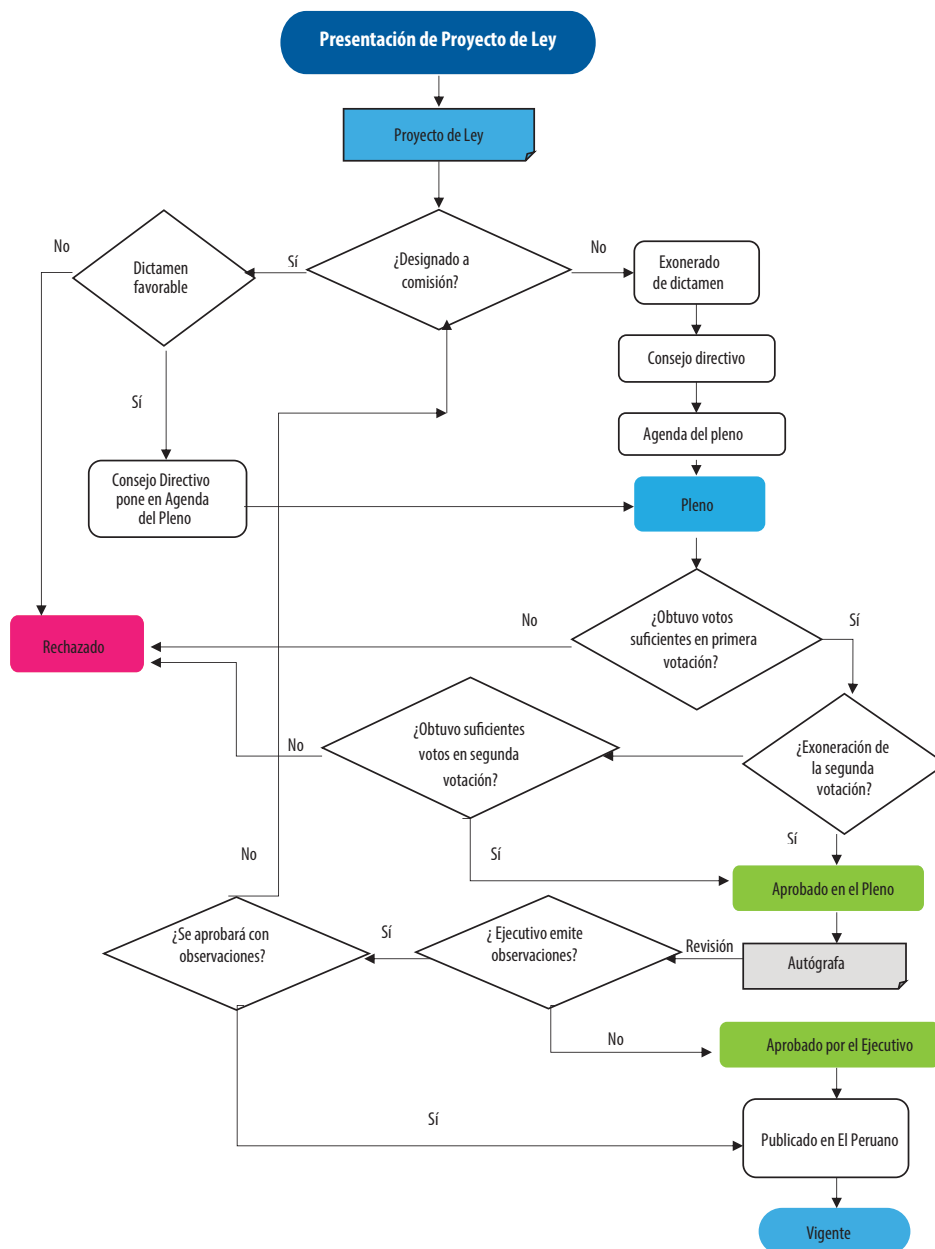 Presentación de Proyecto de Ley
Proyecto de Ley
No
Dictamen
favorable
Sí
¿Designado a
comisión?
No
Exonerado
de dictamen
Consejo directivo
Sí
Agenda del pleno
Consejo Directivo
pone en Agenda
del Pleno
Pleno
Rechazado
No
¿Obtuvo votos
suficientes en primera
votación?
Sí
No
¿Obtuvo suficientes
votos en segunda
votación?
¿Exoneración de
la segunda
votación?
Sí
No
Sí
Aprobado en el Pleno
¿Se aprobará con
observaciones?
Sí
¿ Ejecutivo emite
observaciones?
Revisión
Autógrafa
No
Aprobado por el Ejecutivo
Sí
Publicado en El Peruano
Vigente